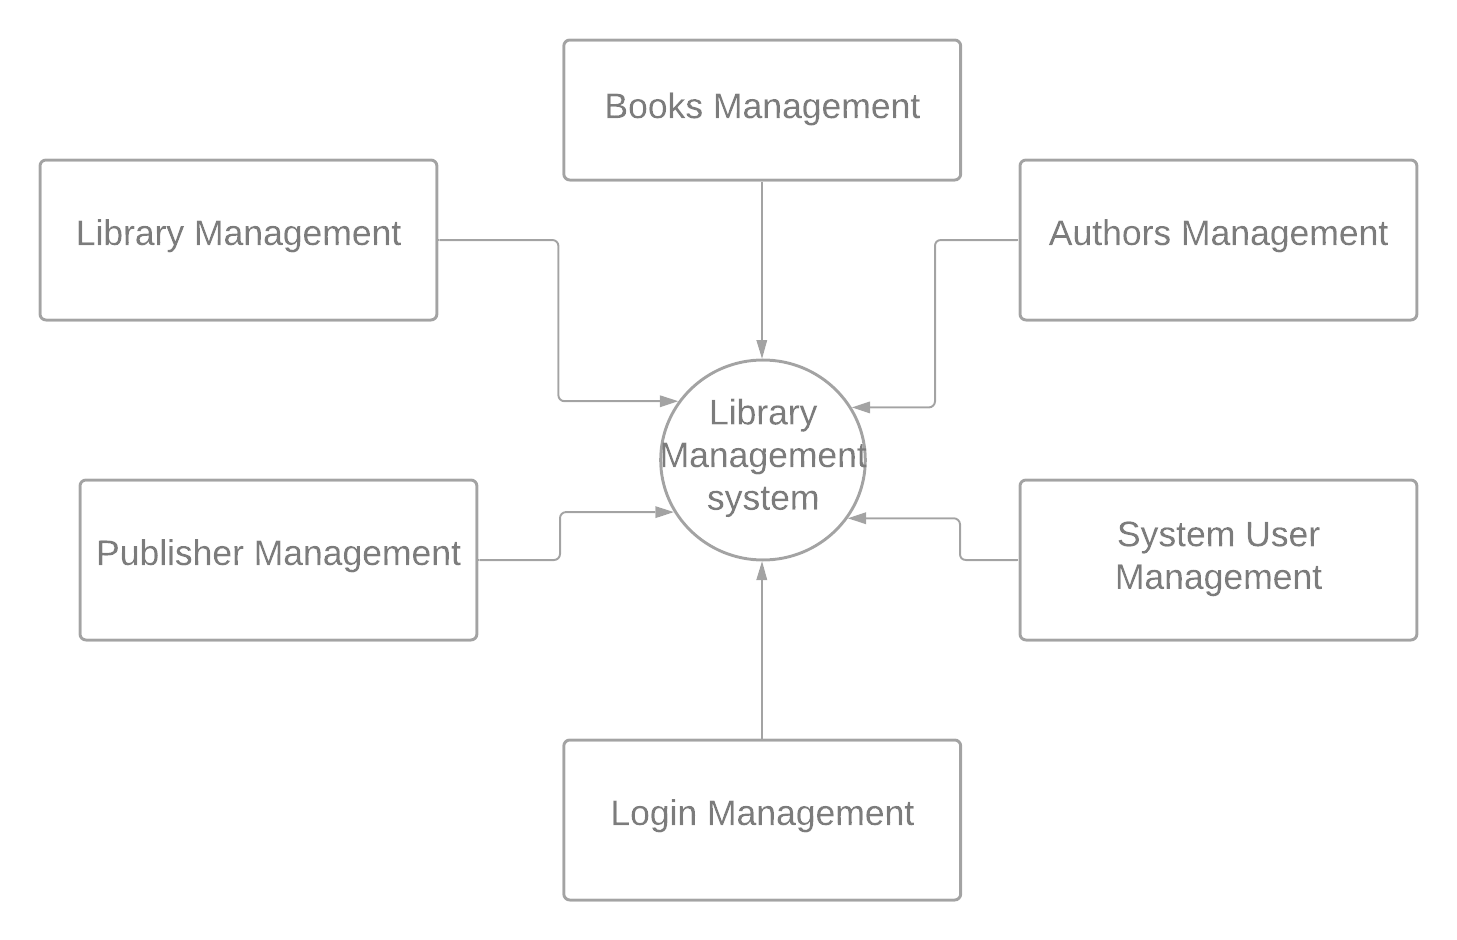 Books Management
Library Management
Authors Management
Library
Management
system
Publisher Management
System User
Management
Login Management